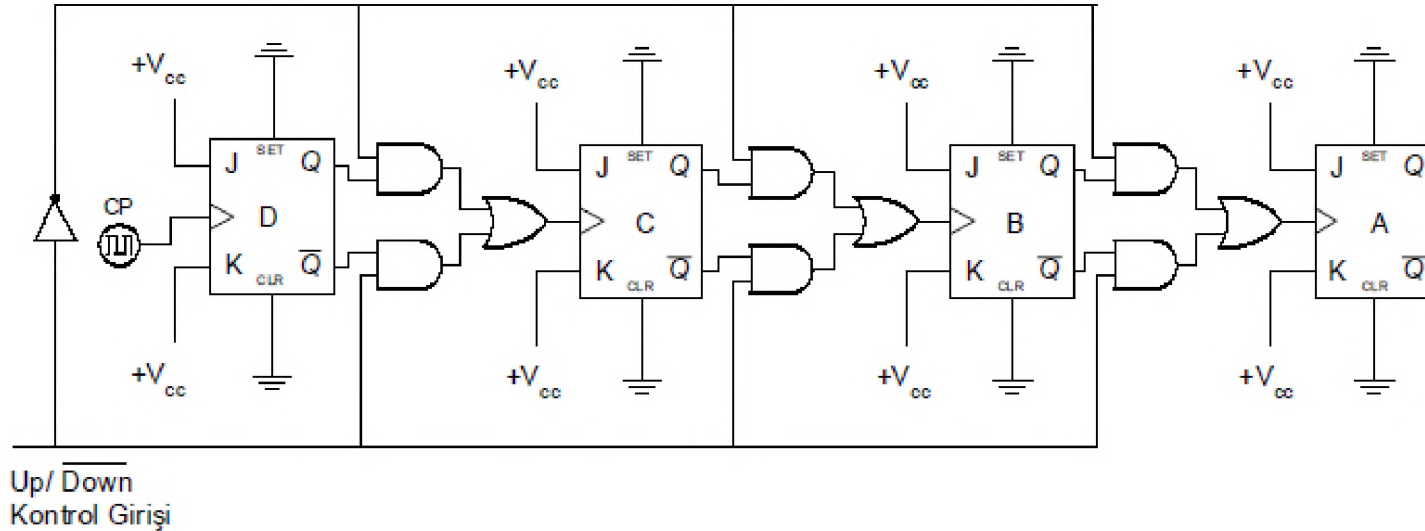 +Vcc +Vcc +Vcc +Vcc
J SET Q J SET Q J SET Q J SET
CP D C B A
K CLR Q̅ K CLR Q̅ K CLR Q̅ K CLR Q̅
+Vcc +Vcc +Vcc +Vcc
Up/ D̅o̅w̅n̅
Kontrol Girişi